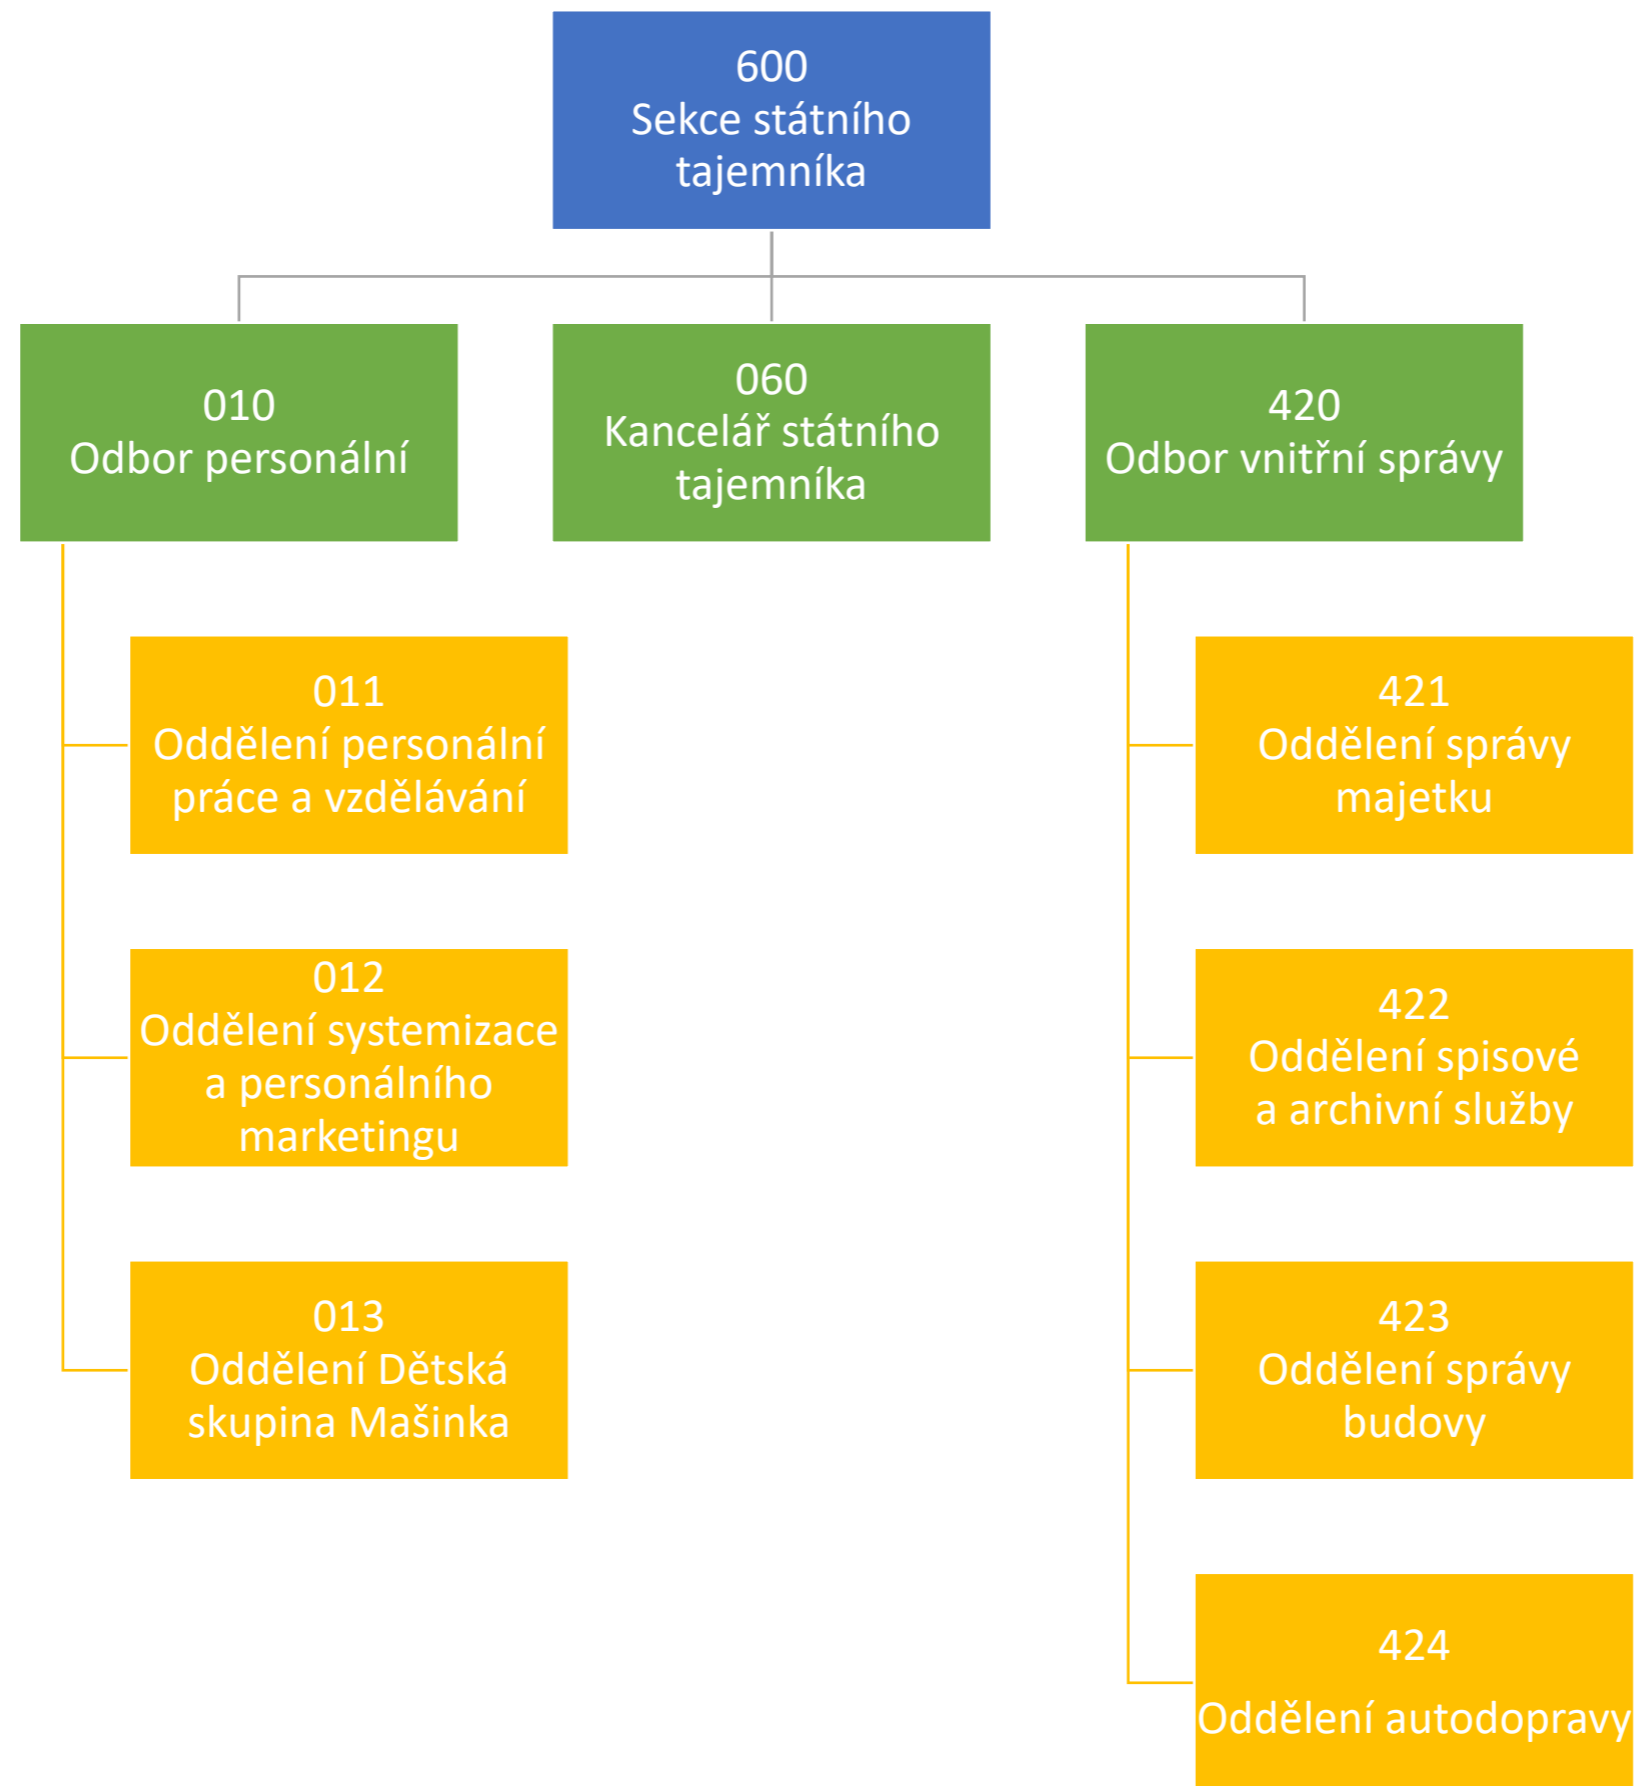 600
Sekce státního
tajemníka
010
Odbor personální
060
Kancelář státního
tajemníka
420
Odbor vnitřní správy
011
Oddělení personální
práce a vzdělávání
012
Oddělení systemizace
a personálního
marketingu
013
Oddělení Dětská
skupina Mašinka
421
Oddělení správy
majetku
422
Oddělení spisové
a archivní služby
423
Oddělení správy
budovy
424
Oddělení autodopravy